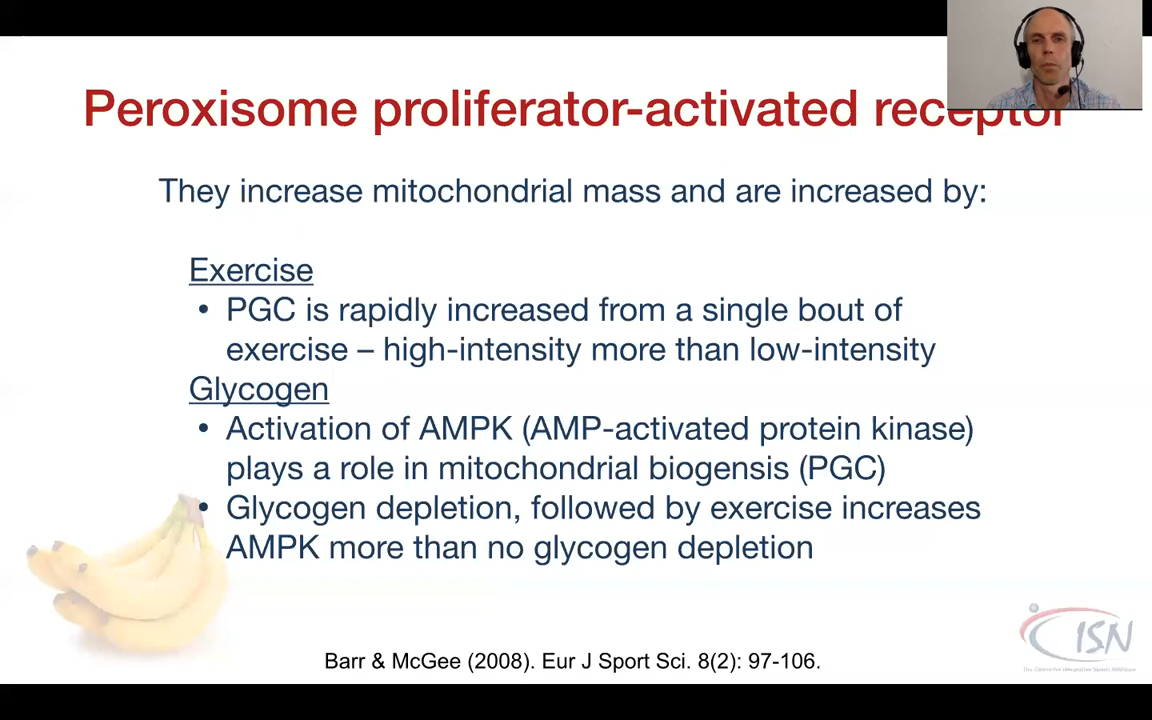 Peroxisome proliferator-activated receptor
They increase mitochondrial mass and are increased by:
Exercise
• PGC is rapidly increased from a single bout of
exercise – high-intensity more than low-intensity
Glycogen
• Activation of AMPK (AMP-activated protein kinase)
plays a role in mitochondrial biogensis (PGC)
• Glycogen depletion, followed by exercise increases
AMPK more than no glycogen depletion
ISN
Barr & McGee (2008). Eur J Sport Sci. 8(2): 97-106.